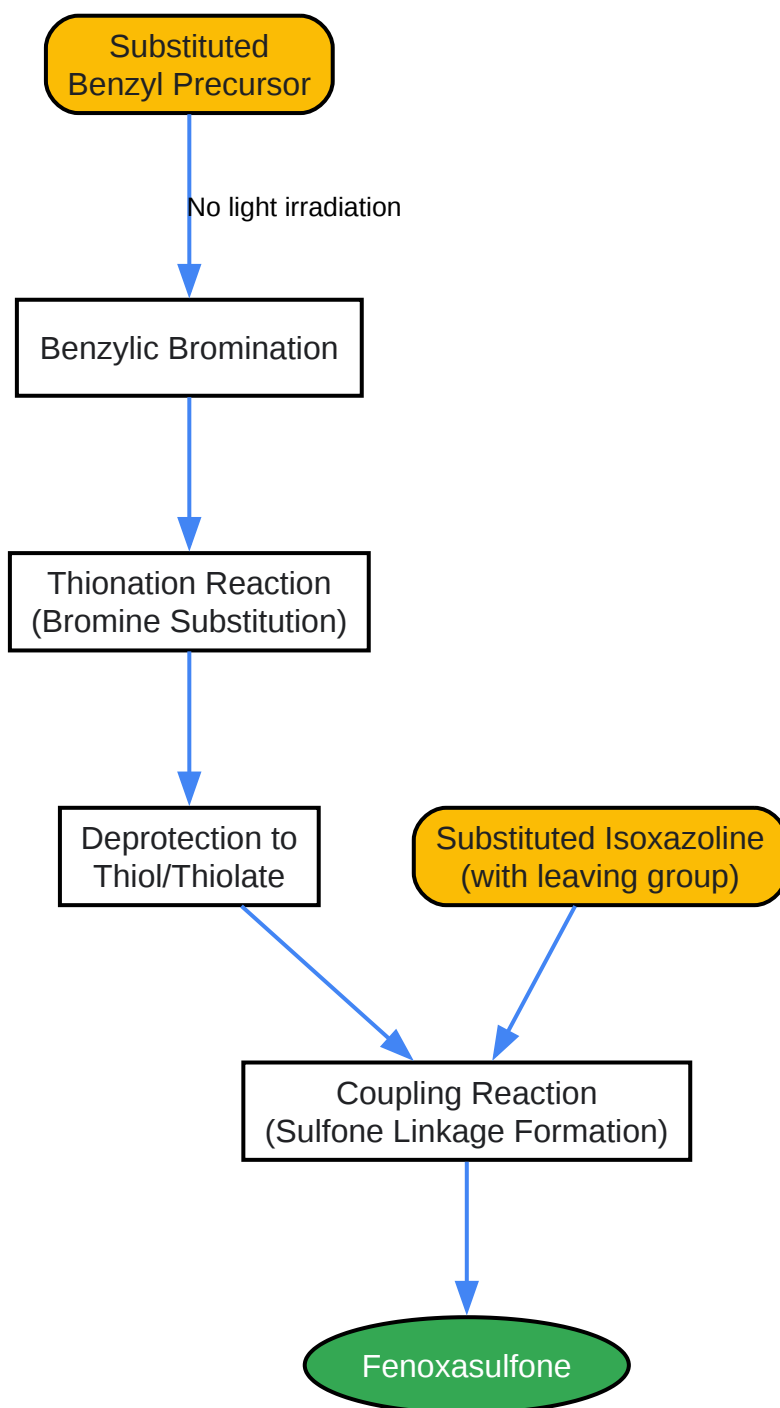 Substituted
Benzyl Precursor
No light irradiation
Benzylic Bromination
Thionation Reaction
(Bromine Substitution)
Deprotection to
Thiol/Thiolate
Substituted Isoxazoline
(with leaving group)
Coupling Reaction
(Sulfone Linkage Formation)
Fenoxasulfone